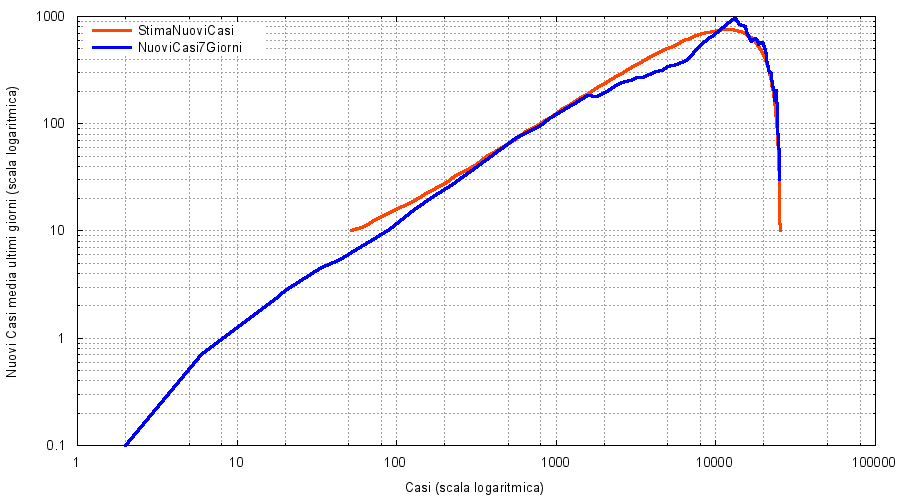 1000
100
10
1
0.1
StimaNuoviCasi
NuoviCasi7Giorni
Nuovi Casi media ultimi giorni (scala logaritmica)
1
10
100
1000
10000
100000
Casi (scala logaritmica)